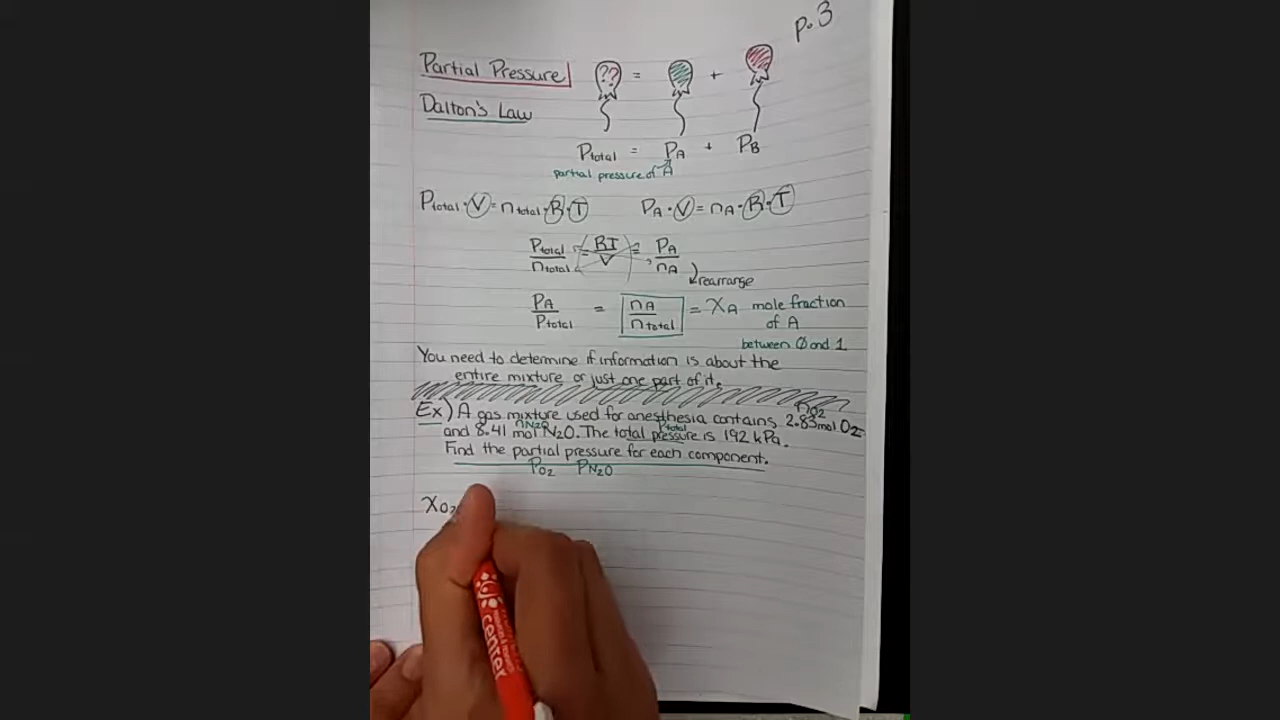 p.3
Partial Pressure
?? = +
Dalton's Law
Ptotal = PA + PB
partial pressure of A
Ptotal · V = ntotal · R · T PA · V = nA · R · T
Ptotal/ntotal = (RT/V) = PA/nA
rearrange
PA/Ptotal = nA/ntotal = XA mole fraction
of A
between 0 and 1
You need to determine if information is about the
entire mixture or just one part of it.
nO2
Ex) A gas mixture used for anesthesia contains 2.83 mol O2
nN2O Ptotal
and 8.41 mol N2O. The total pressure is 192 kPa.
Find the partial pressure for each component.
PO2 PN2O
XO2
center